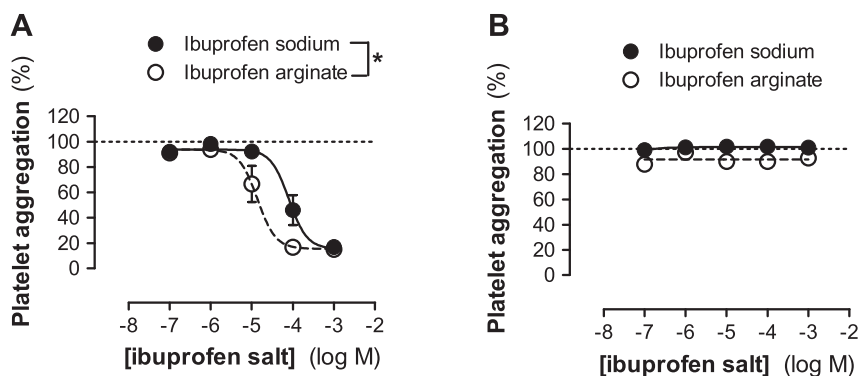 A
Ibuprofen sodium
Ibuprofen arginate
*
Platelet aggregation (%)
120
100
80
60
40
20
0
-8 -7 -6 -5 -4 -3 -2
[ibuprofen salt] (log M)
B
Ibuprofen sodium
Ibuprofen arginate
Platelet aggregation (%)
120
100
80
60
40
20
0
-8 -7 -6 -5 -4 -3 -2
[ibuprofen salt] (log M)